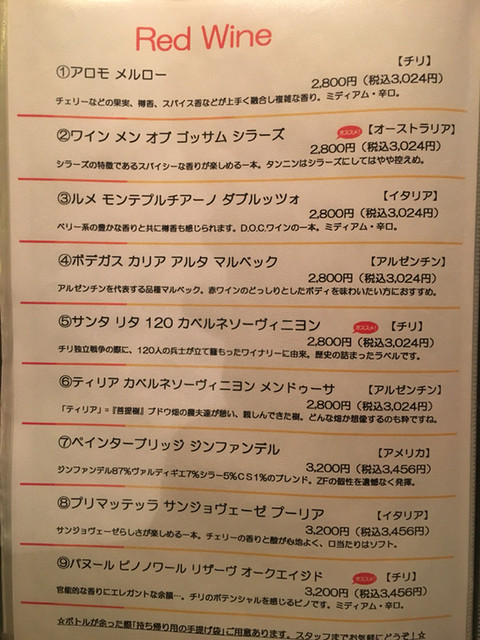 Red Wine
【チリ】
①アロモ メルロー
2,800円（税込3,024円）
チェリーなどの果実、樽香、スパイス香などが上手く融合し複雑な香り。ミディアム・辛口。
オススメ! 【オーストラリア】
②ワイン メン オブ ゴッサム シラーズ
2,800円（税込3,024円）
シラーズの特徴であるスパイシーな香りが楽しめる一本。タンニンはシラーズにしてはやや控えめ。
【イタリア】
③ルメ モンテプルチアーノ ダブルッツォ
2,800円（税込3,024円）
ベリー系の豊かな香りと共に樽香も感じられます。D.O.C.ワインの一本。ミディアム・辛口。
④ボデガス カリア アルタ マルベック 【アルゼンチン】
2,800円（税込3,024円）
アルゼンチンを代表する品種マルベック。赤ワインのどっしりとしたボディを味わいたい方におすすめ。
⑤サンタ リタ 120 カベルネソーヴィニヨン オススメ! 【チリ】
2,800円（税込3,024円）
チリ独立戦争の際に、120人の兵士が立て籠もったワイナリーに由来。歴史の詰まったラベルです。
⑥ティリア カベルネソーヴィニヨン メンドゥーサ 【アルゼンチン】
2,800円（税込3,024円）
「ティリア」=『菩提樹』ブドウ畑の農夫達が憩い、親しんできた樹。どんな畑か想像するのも粋ですね。
⑦ペインターブリッジ ジンファンデル 【アメリカ】
3,200円（税込3,456円）
ジンファンデル87%ヴァルディギエ7%シラー5%CS1%のブレンド。ZFの個性を遺憾なく発揮。
⑧プリマッテッラ サンジョヴェーゼ プーリア 【イタリア】
3,200円（税込3,456円）
サンジョヴェーゼらしさが楽しめる一本。チェリーの香りと酸が心地よく、口当たりはソフト。
⑨パヌール ピノノワール リザーヴ オークエイジド オススメ! 【チリ】
3,200円（税込3,456円）
官能的な香りにエレガントな余韻…。チリのポテンシャルを感じるピノです。ミディアム・辛口。
☆ボトルが余った際「持ち帰り用の手提げ袋」ご用意あります。スタッフまでお気軽にどうぞ！☆